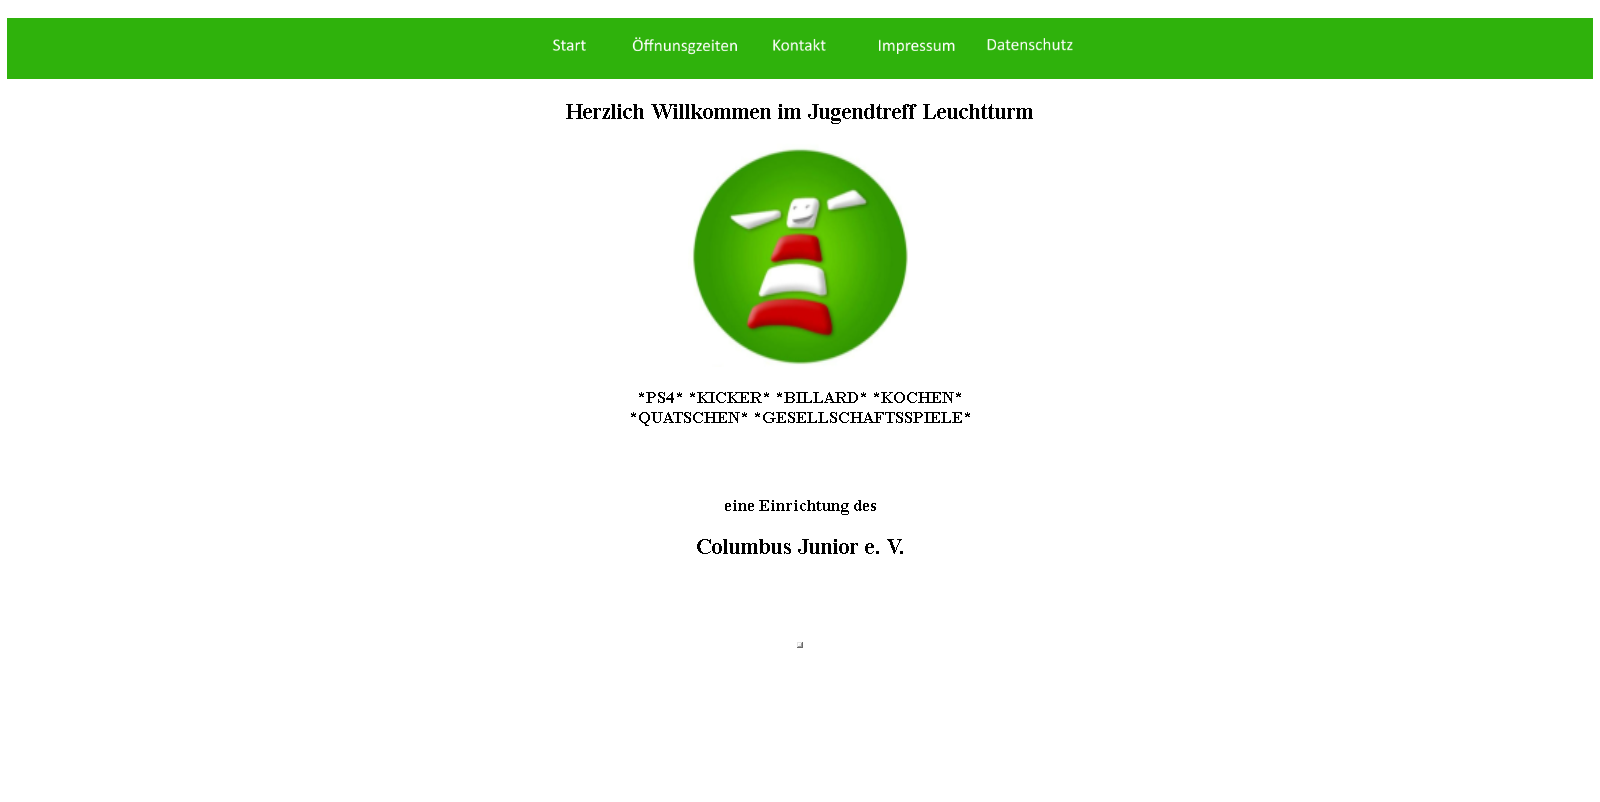 Start Öffnunsgzeiten Kontakt Impressum Datenschutz
Herzlich Willkommen im Jugendtreff Leuchtturm
*PS4* *KICKER* *BILLARD* *KOCHEN*
*QUATSCHEN* *GESELLSCHAFTSSPIELE*
eine Einrichtung des
Columbus Junior e. V.